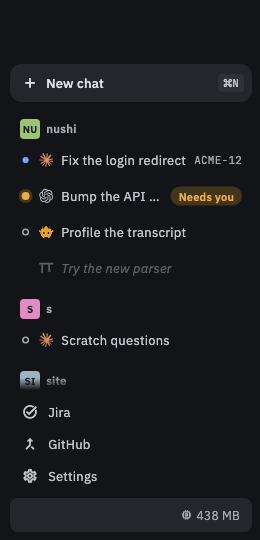 + New chat ⌘N
NU nushi
Fix the login redirect ACME-12
Bump the API ... Needs you
Profile the transcript
Try the new parser
S s
Scratch questions
SI site
Jira
GitHub
Settings
438 MB